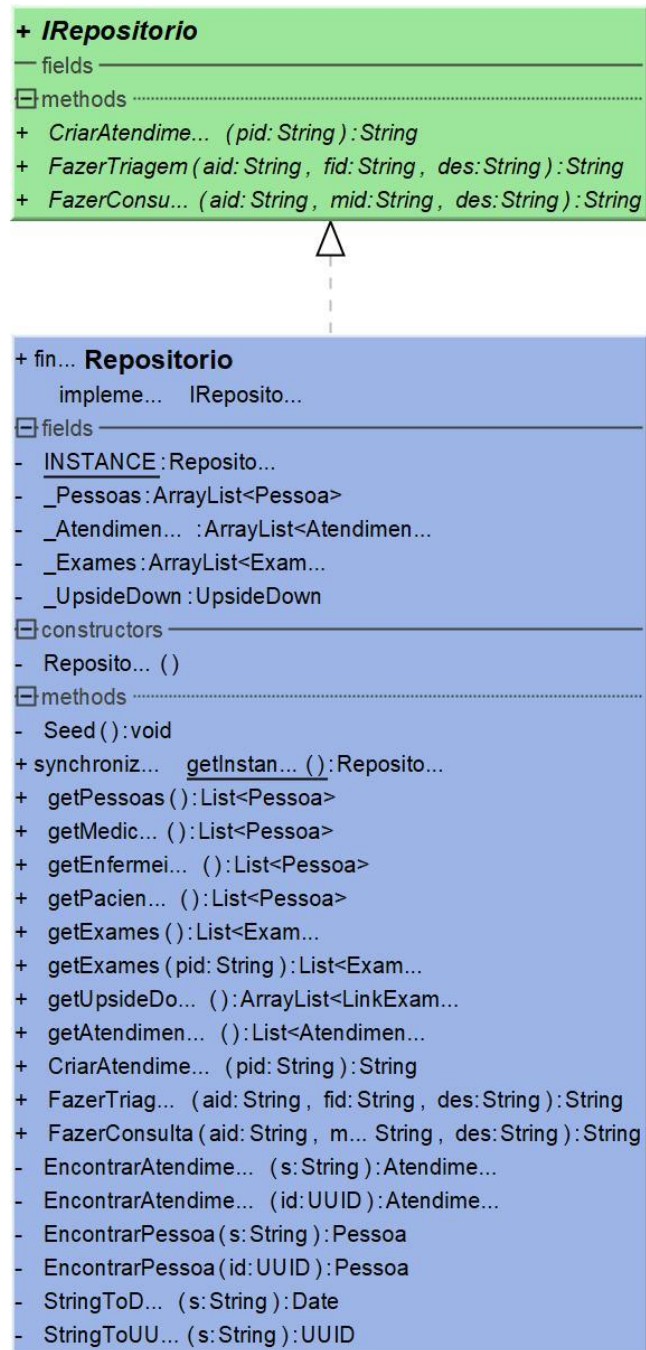 + IRepositorio
fields
methods
+ CriarAtendime... (pid: String): String
+ FazerTriagem (aid: String, fid: String, des: String): String
+ FazerConsu... (aid: String, mid: String, des: String): String
+ fin... Repositorio
impleme... IReposito...
fields
- INSTANCE: Reposito...
- _Pessoas: ArrayList<Pessoa>
- _Atendimen... : ArrayList<Atendimen...
- _Exames: ArrayList<Exam...
- _UpsideDown: UpsideDown
constructors
- Reposito... ()
methods
- Seed (): void
+ synchroniz... getInstan... (): Reposito...
+ getPessoas (): List<Pessoa>
+ getMedic... (): List<Pessoa>
+ getEnfermei... (): List<Pessoa>
+ getPacien... (): List<Pessoa>
+ getExames (): List<Exam...
+ getExames (pid: String): List<Exam...
+ getUpsideDo... (): ArrayList<LinkExam...
+ getAtendimen... (): List<Atendimen...
+ CriarAtendime... (pid: String): String
+ FazerTriag... (aid: String, fid: String, des: String): String
+ FazerConsulta (aid: String, m... String, des: String): String
- EncontrarAtendime... (s: String): Atendime...
- EncontrarAtendime... (id: UUID): Atendime...
- EncontrarPessoa (s: String): Pessoa
- EncontrarPessoa (id: UUID): Pessoa
- StringToD... (s: String): Date
- StringToUU... (s: String): UUID